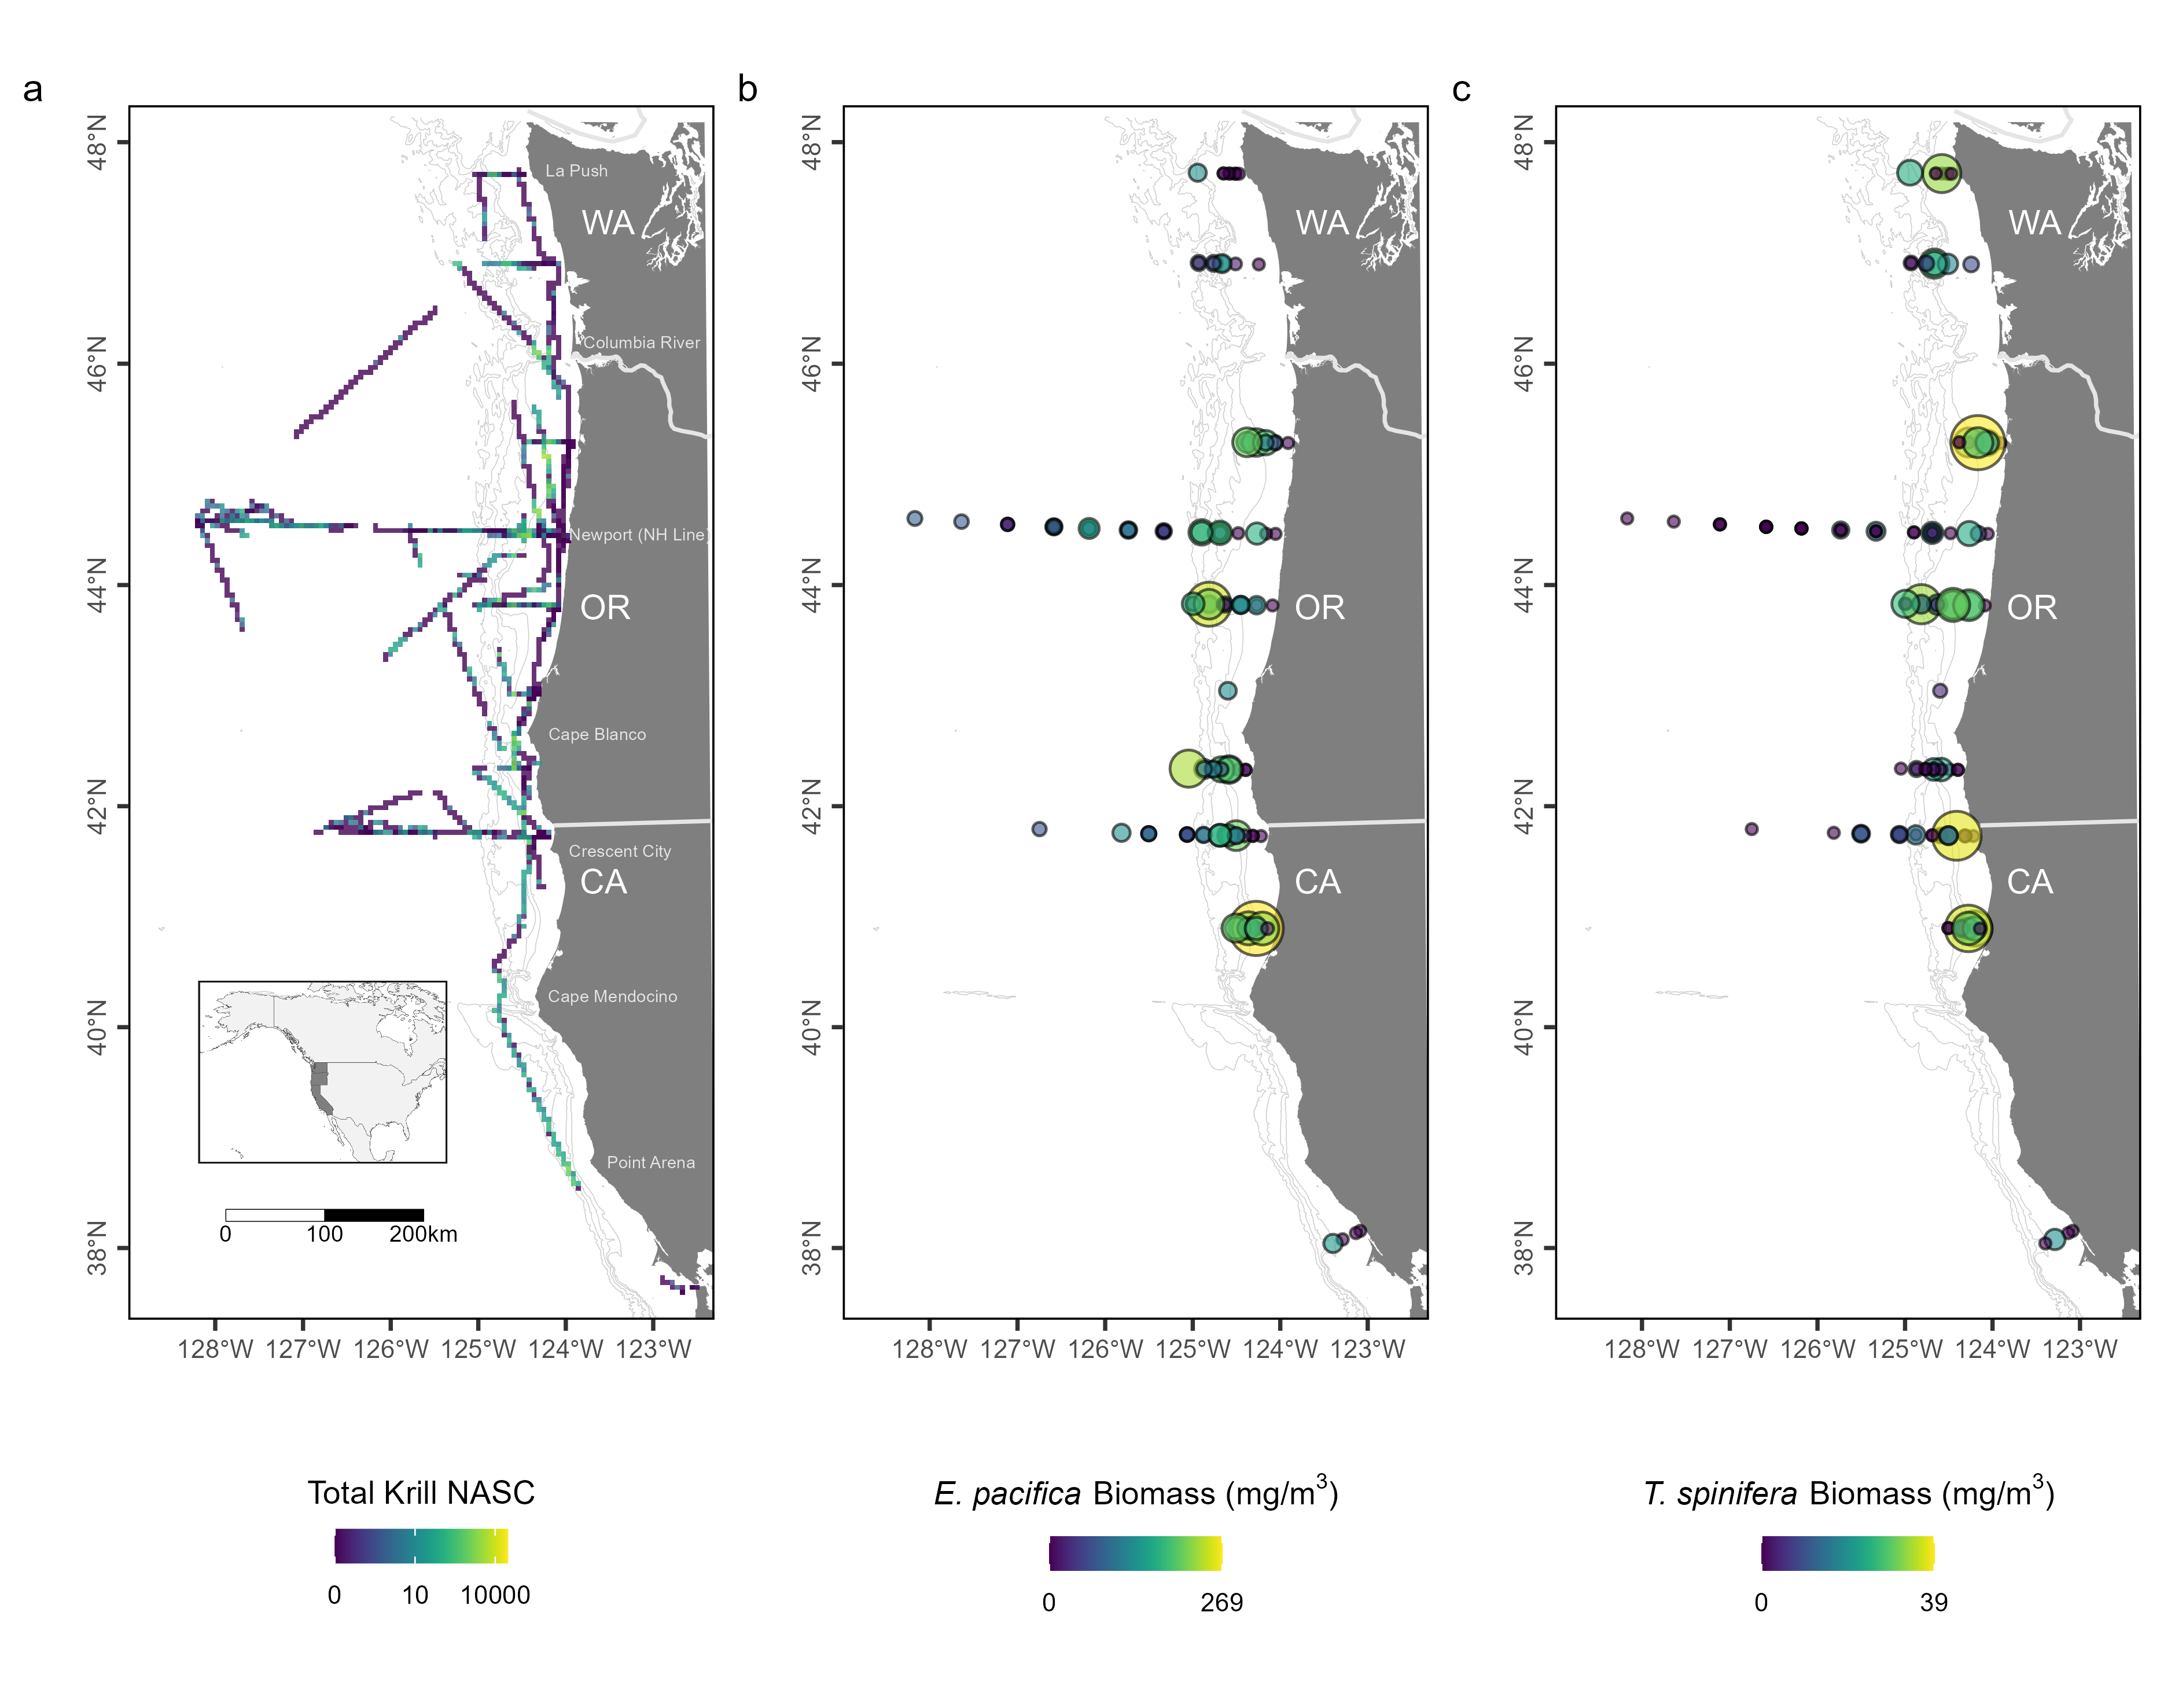 a
b
c
48°N
46°N
44°N
42°N
40°N
38°N
128°W 127°W 126°W 125°W 124°W 123°W
La Push
WA
Columbia River
Newport (NH Line)
OR
Cape Blanco
Crescent City
CA
Cape Mendocino
Point Arena
0 100 200km
48°N
46°N
44°N
42°N
40°N
38°N
128°W 127°W 126°W 125°W 124°W 123°W
WA
OR
CA
48°N
46°N
44°N
42°N
40°N
38°N
128°W 127°W 126°W 125°W 124°W 123°W
WA
OR
CA
Total Krill NASC
0 10 10000
E. pacifica Biomass (mg/m³)
0 269
T. spinifera Biomass (mg/m³)
0 39